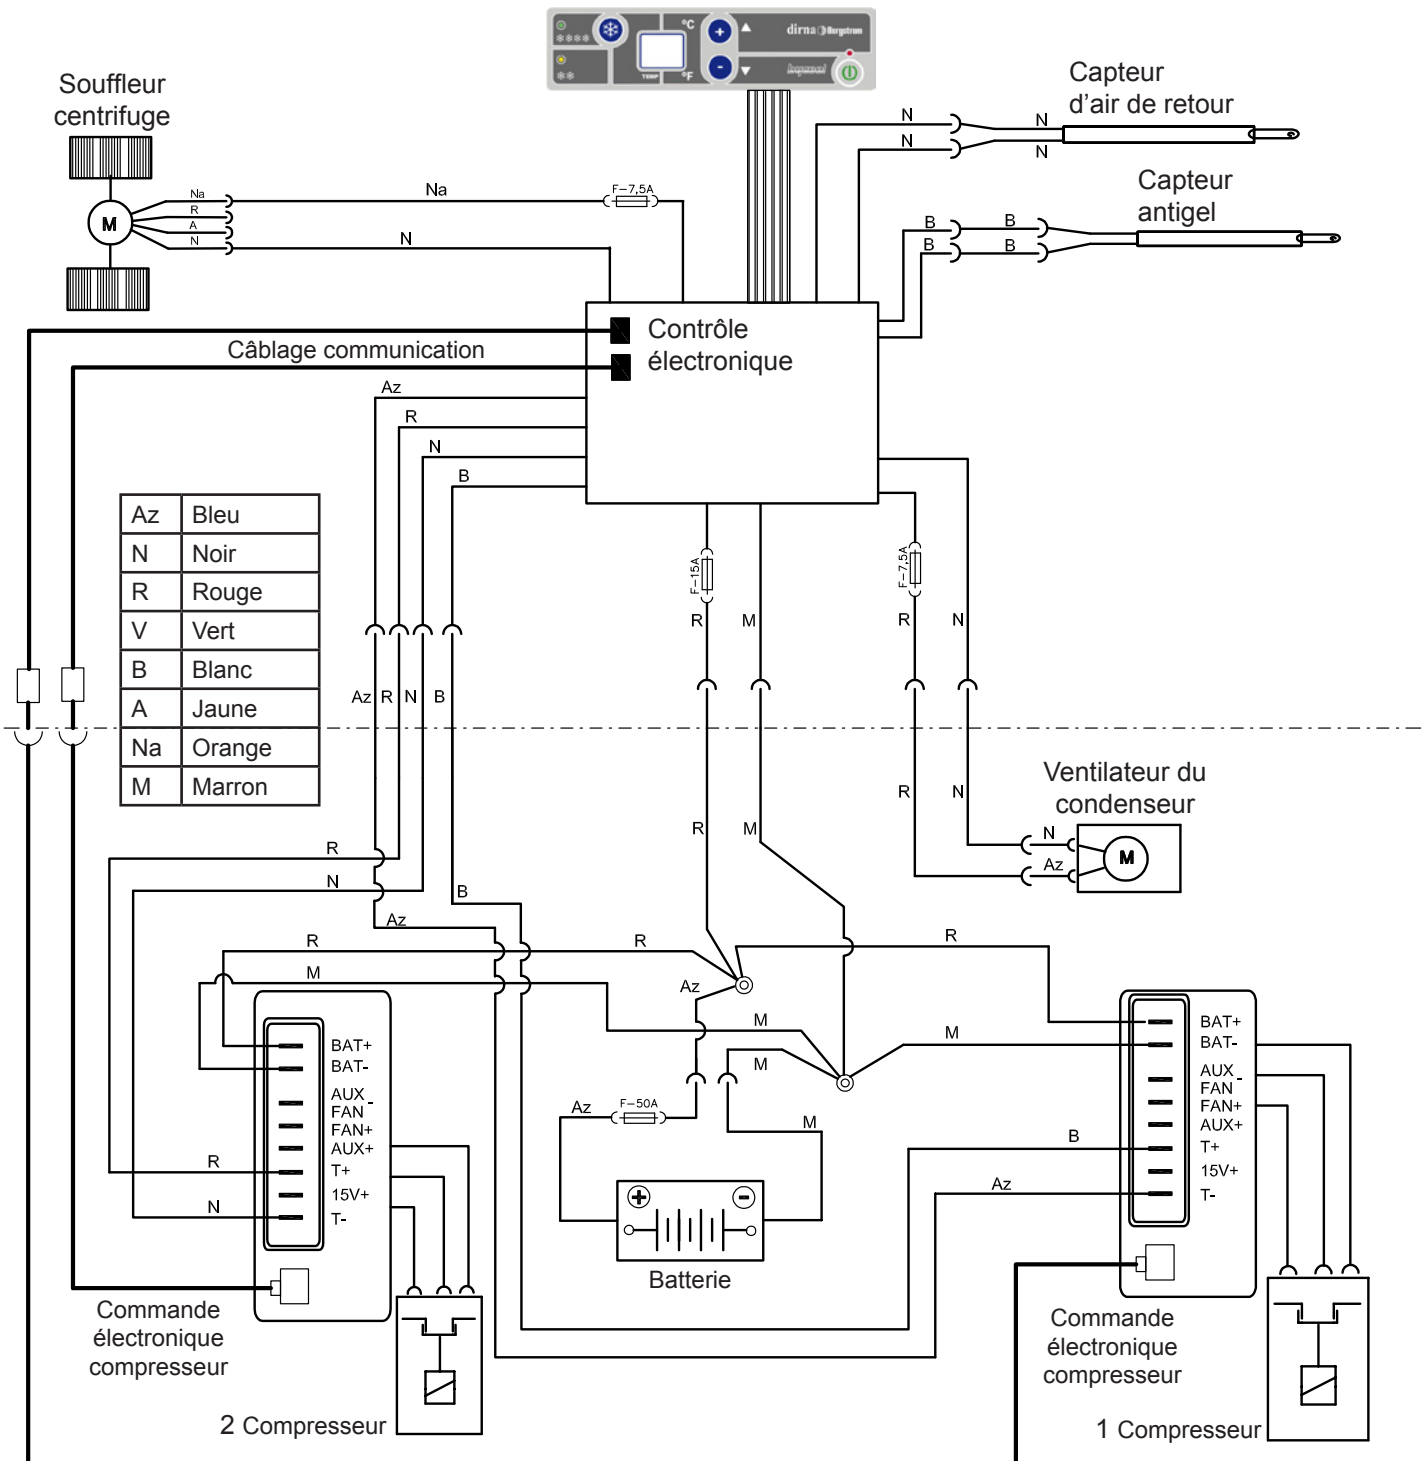 °C
dirna Bergstrom
TEMP
°F
Souffleur
centrifuge
Capteur
d'air de retour
N
N
N
N
Capteur
antigel
Na
R
A
N
M
Na
F-7,5A
N
B
B
B
B
Contrôle
électronique
Câblage communication
Az
R
N
B
Az Bleu
N Noir
R Rouge
V Vert
B Blanc
A Jaune
Na Orange
M Marron
F-15A
F-7,5A
R
M
R
N
Az
R
N
B
R
M
R
N
Ventilateur du
condenseur
N
Az
M
R
N
B
Az
R
R
R
M
Az
M
M
M
BAT+
BAT-
AUX
FAN -
FAN+
AUX+
T+
15V+
T-
R
N
Az
F-50A
M
+
-
Batterie
B
Az
BAT+
BAT-
AUX -
FAN
FAN+
AUX+
T+
15V+
T-
Commande
électronique
compresseur
2 Compresseur
Commande
électronique
compresseur
1 Compresseur